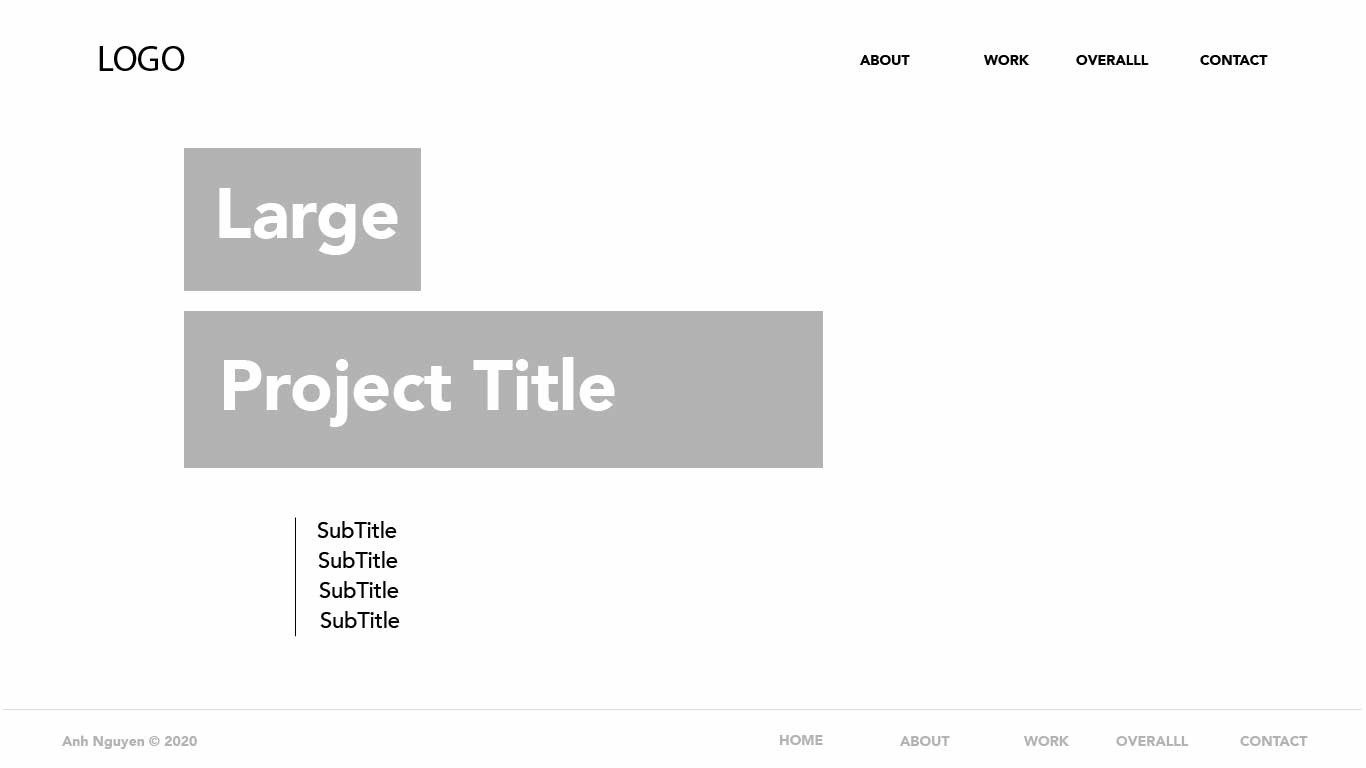 LOGO ABOUT WORK OVERALLL CONTACT
Large
Project Title
SubTitle
SubTitle
SubTitle
SubTitle
Anh Nguyen © 2020 HOME ABOUT WORK OVERALLL CONTACT